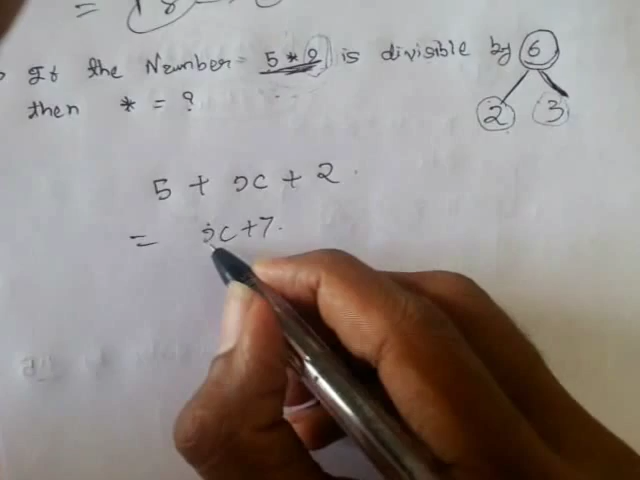 If the Number = 5 * 2 is divisible by 6
then * = ?
2 3
5 + x + 2
= x + 7.